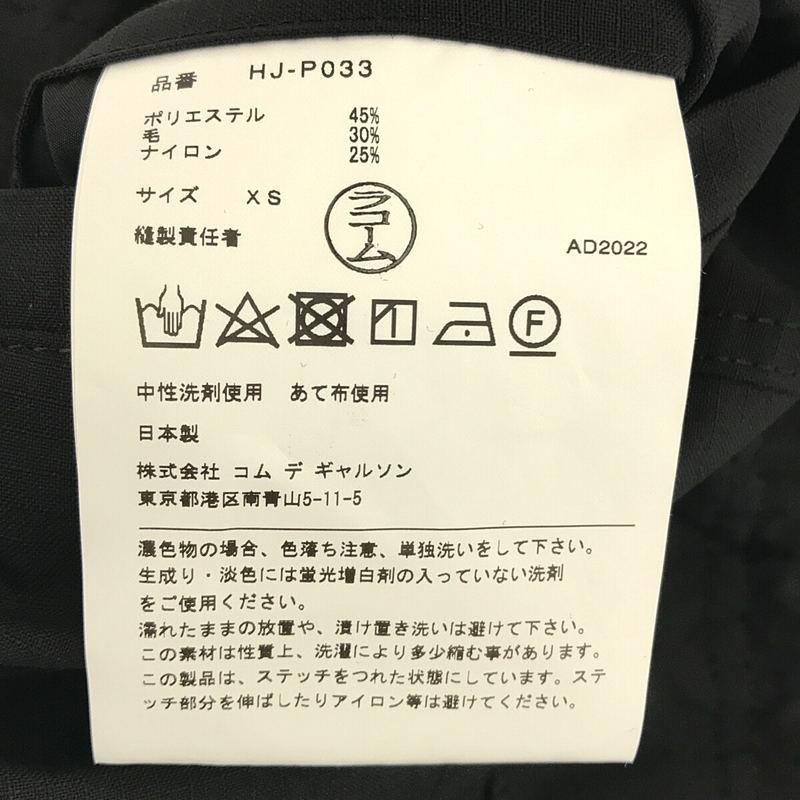 品番 HJ-P033
ポリエステル 45%
毛 30%
ナイロン 25%
サイズ XS
ラコーム
縫製責任者
AD2022
F
中性洗剤使用 あて布使用
日本製
株式会社 コム デ ギャルソン
東京都港区南青山5-11-5
濃色物の場合、色落ち注意、単独洗いをして下さい。
生成り・淡色には蛍光増白剤の入っていない洗剤
をご使用ください。
濡れたままの放置や、漬け置き洗いは避けて下さい。
この素材は性質上、洗濯により多少縮む事があります。
この製品は、ステッチをつれた状態にしています。ステ
ッチ部分を伸ばしたりアイロン等は避けてください。